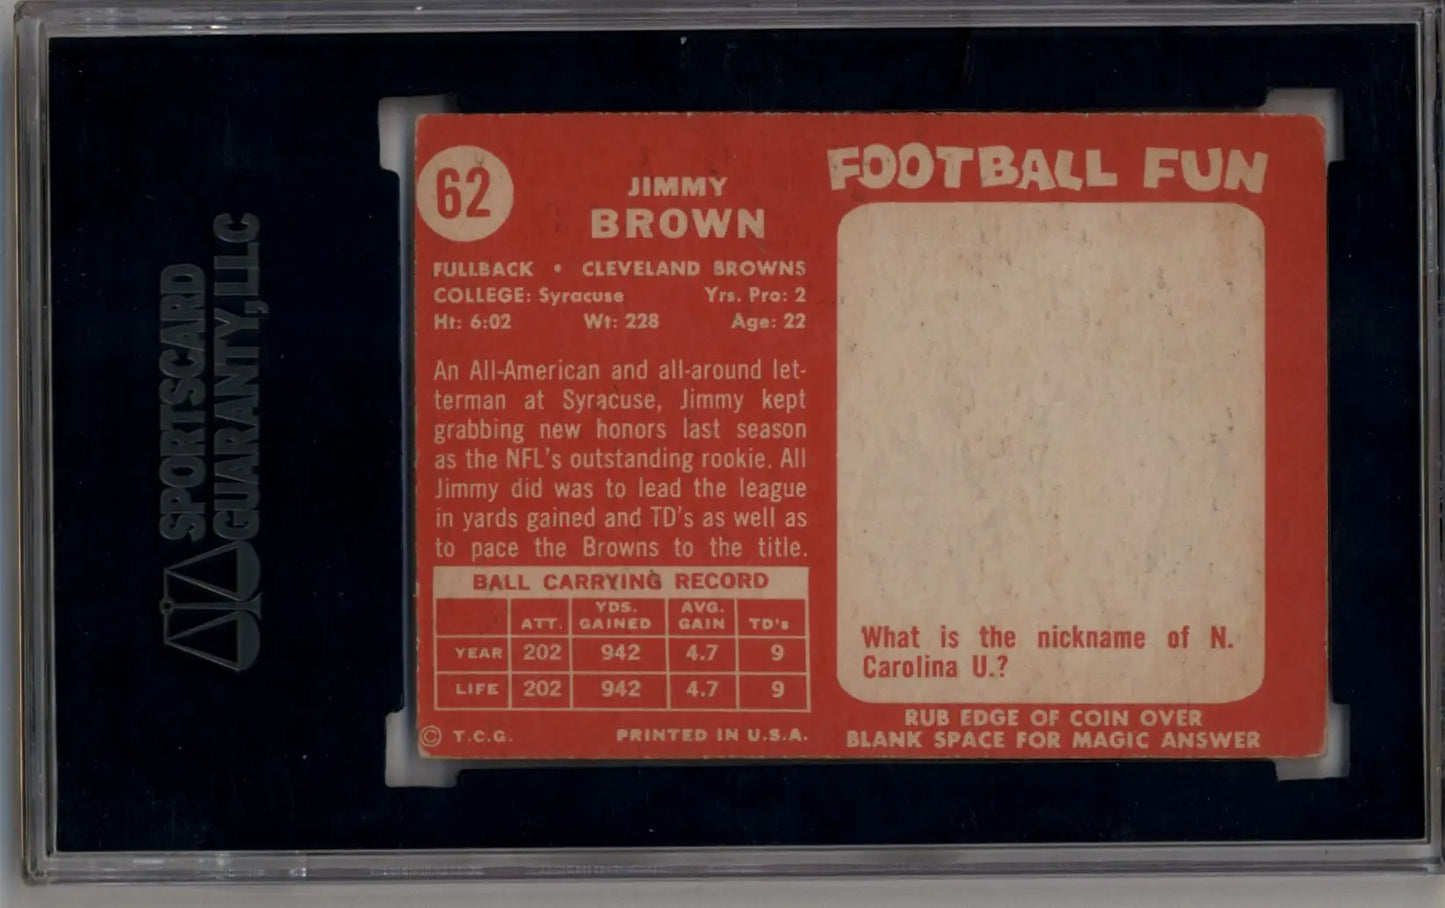 SPORTSCARD
GUARANTY, LLC
62
JIMMY
BROWN
FULLBACK • CLEVELAND BROWNS
COLLEGE: Syracuse Yrs. Pro: 2
Ht: 6:02 Wt: 228 Age: 22
An All-American and all-around let-
terman at Syracuse, Jimmy kept
grabbing new honors last season
as the NFL's outstanding rookie. All
Jimmy did was to lead the league
in yards gained and TD's as well as
to pace the Browns to the title.
BALL CARRYING RECORD
ATT. YDS. GAINED AVG. GAIN TD's
YEAR 202 942 4.7 9
LIFE 202 942 4.7 9
© T.C.G. PRINTED IN U.S.A.
FOOTBALL FUN
What is the nickname of N.
Carolina U.?
RUB EDGE OF COIN OVER
BLANK SPACE FOR MAGIC ANSWER